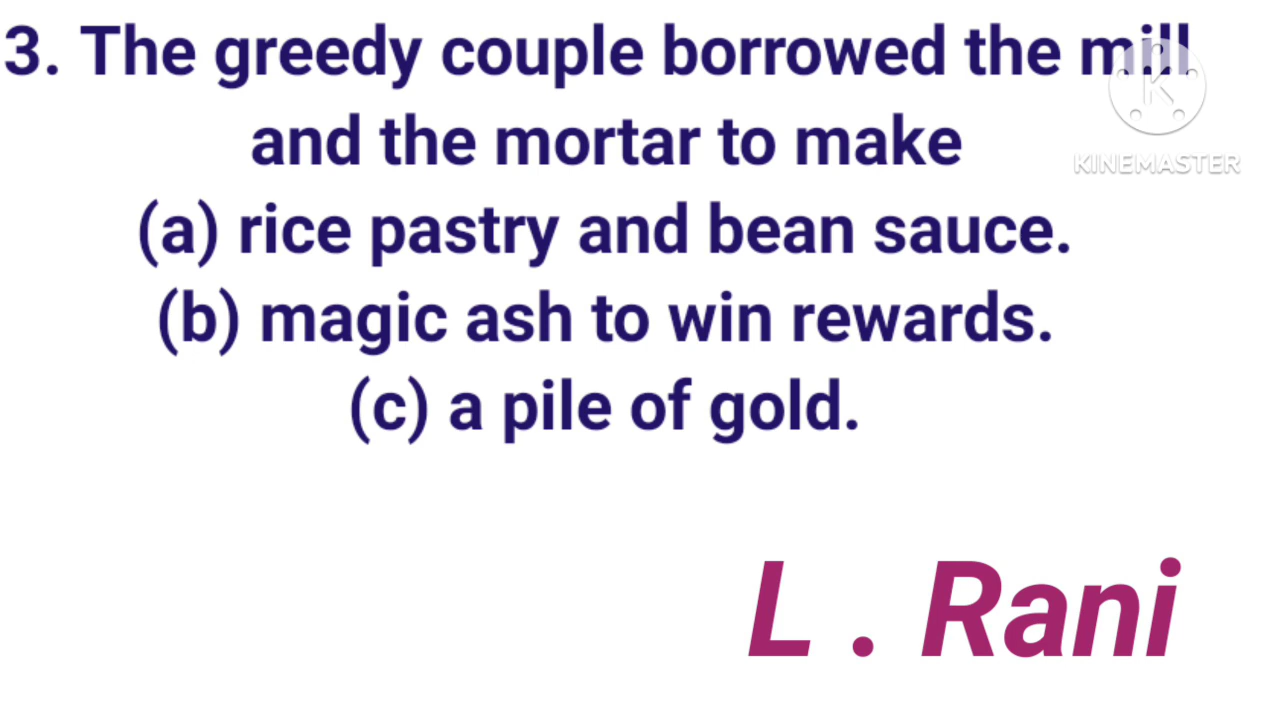 3. The greedy couple borrowed the mill
and the mortar to make
(a) rice pastry and bean sauce.
(b) magic ash to win rewards.
(c) a pile of gold.
K
KINEMASTER
L . Rani